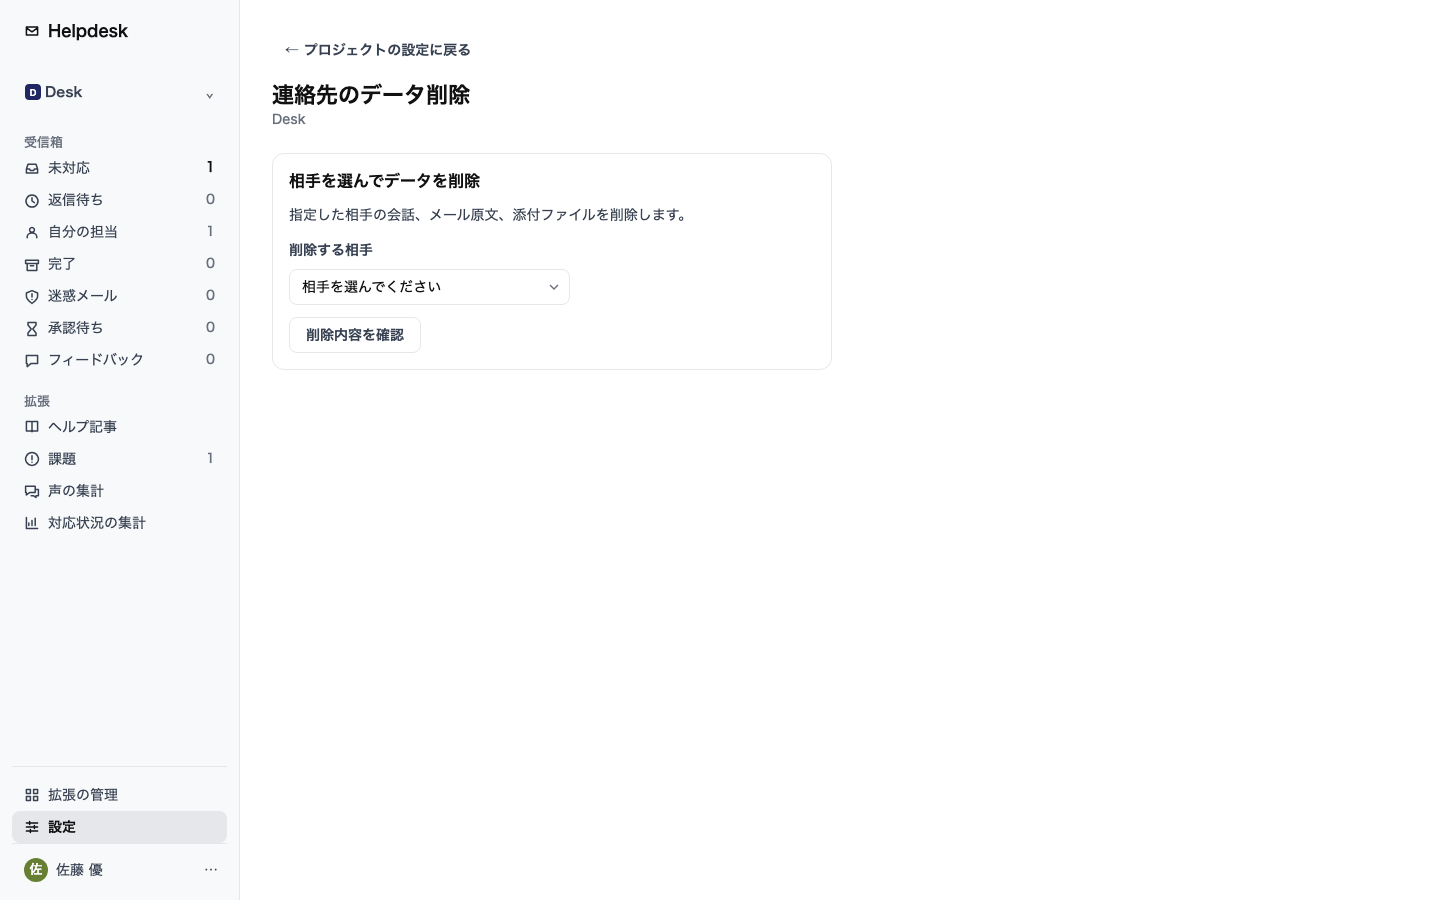 Helpdesk
D Desk
受信箱
未対応 1
返信待ち 0
自分の担当 1
完了 0
迷惑メール 0
承認待ち 0
フィードバック 0
拡張
ヘルプ記事
課題 1
声の集計
対応状況の集計
拡張の管理
設定
佐 佐藤 優 …
← プロジェクトの設定に戻る
連絡先のデータ削除
Desk
相手を選んでデータを削除
指定した相手の会話、メール原文、添付ファイルを削除します。
削除する相手
相手を選んでください
削除内容を確認